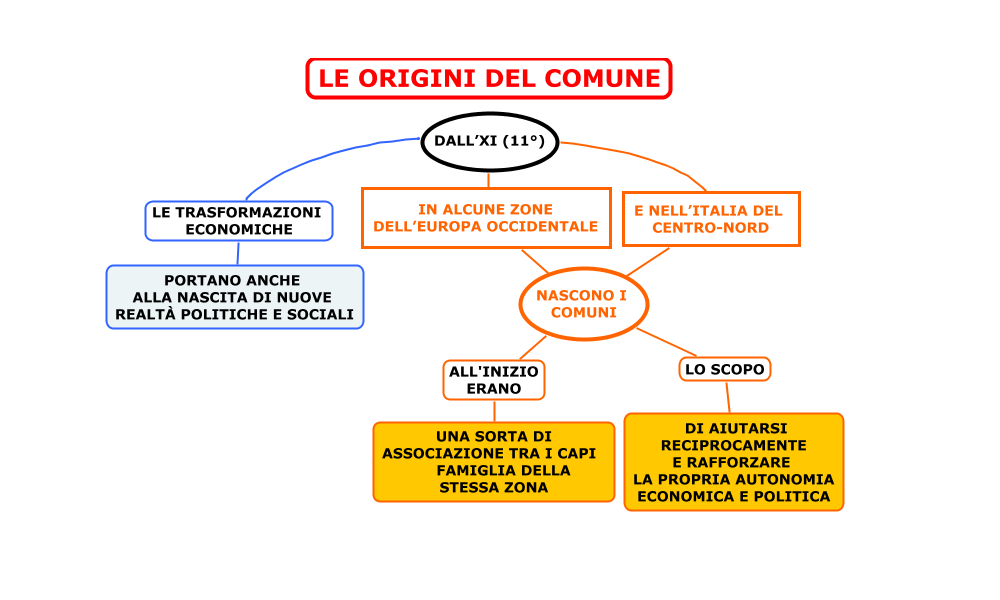 LE ORIGINI DEL COMUNE
DALL’XI (11°)
LE TRASFORMAZIONI
ECONOMICHE
PORTANO ANCHE
ALLA NASCITA DI NUOVE
REALTÀ POLITICHE E SOCIALI
IN ALCUNE ZONE
DELL’EUROPA OCCIDENTALE
E NELL’ITALIA DEL
CENTRO-NORD
NASCONO I
COMUNI
ALL'INIZIO
ERANO
UNA SORTA DI
ASSOCIAZIONE TRA I CAPI
FAMIGLIA DELLA
STESSA ZONA
LO SCOPO
DI AIUTARSI
RECIPROCAMENTE
E RAFFORZARE
LA PROPRIA AUTONOMIA
ECONOMICA E POLITICA